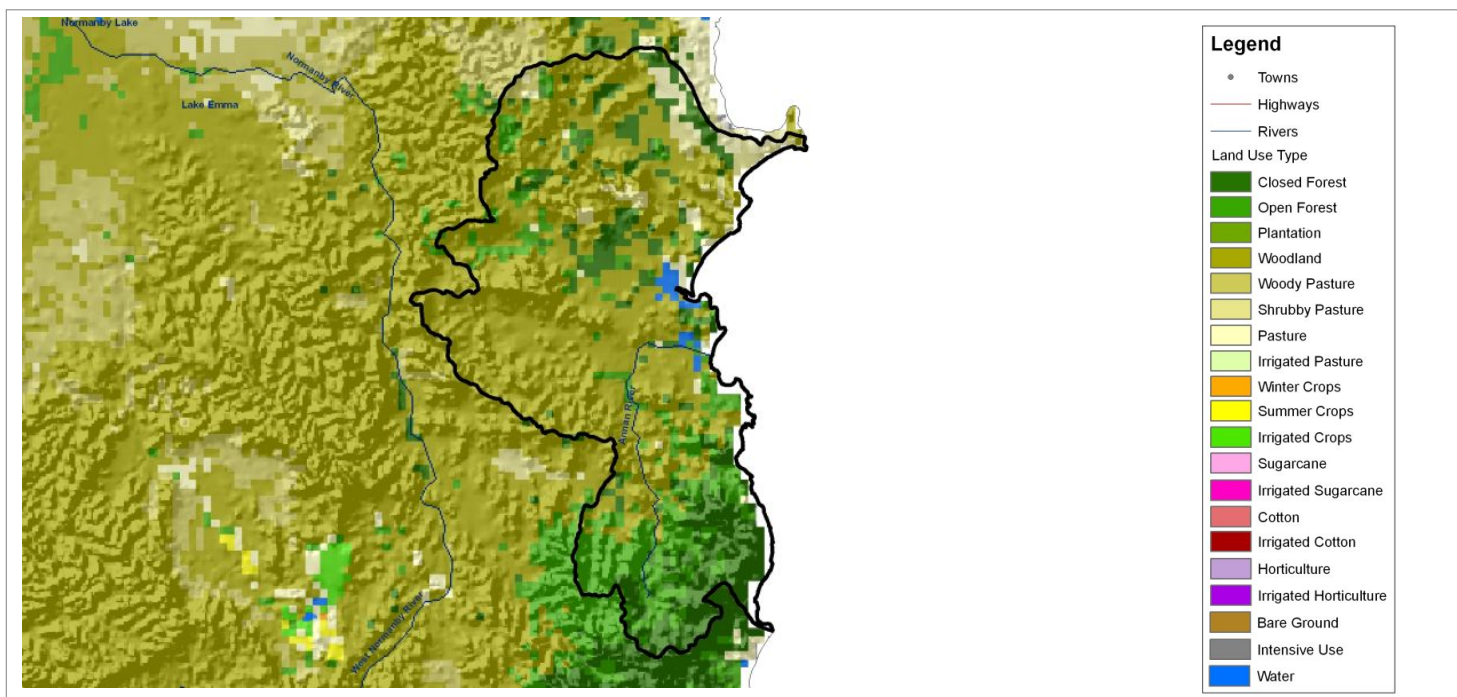 Normanby Lake
Normanby River
Lake Emma
Annan River
West Normanby River
Legend
Towns
Highways
Rivers
Land Use Type
Closed Forest
Open Forest
Plantation
Woodland
Woody Pasture
Shrubby Pasture
Pasture
Irrigated Pasture
Winter Crops
Summer Crops
Irrigated Crops
Sugarcane
Irrigated Sugarcane
Cotton
Irrigated Cotton
Horticulture
Irrigated Horticulture
Bare Ground
Intensive Use
Water